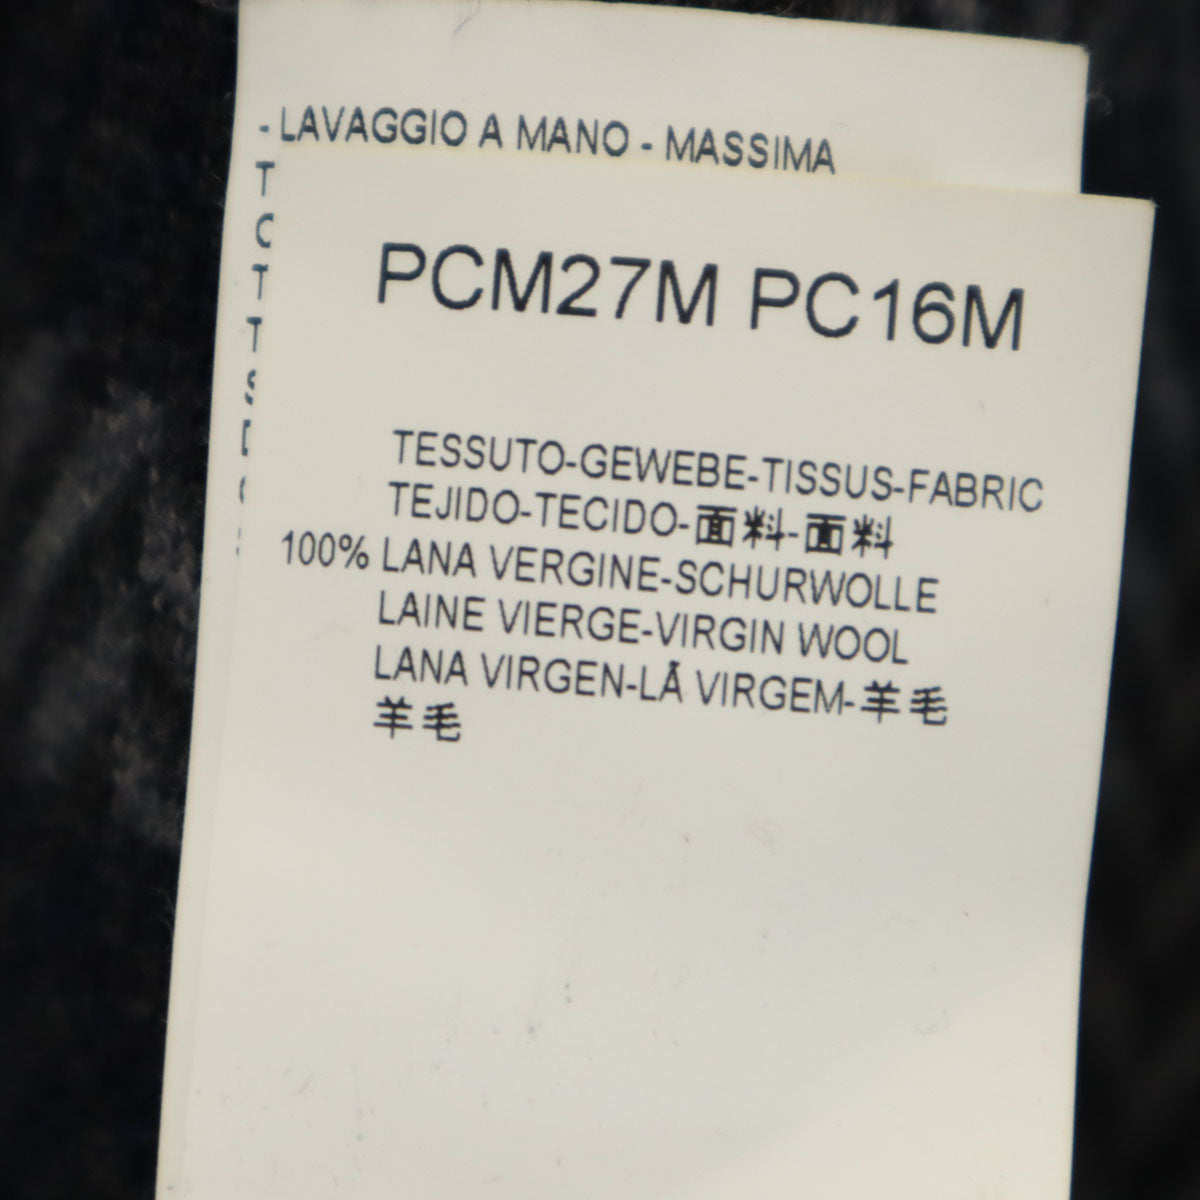 - LAVAGGIO A MANO - MASSIMA
PCM27M PC16M
TESSUTO-GEWEBE-TISSUS-FABRIC
TEJIDO-TECIDO-面料-面料
100% LANA VERGINE-SCHURWOLLE
LAINE VIERGE-VIRGIN WOOL
LANA VIRGEN-LÃ VIRGEM-羊毛
羊毛